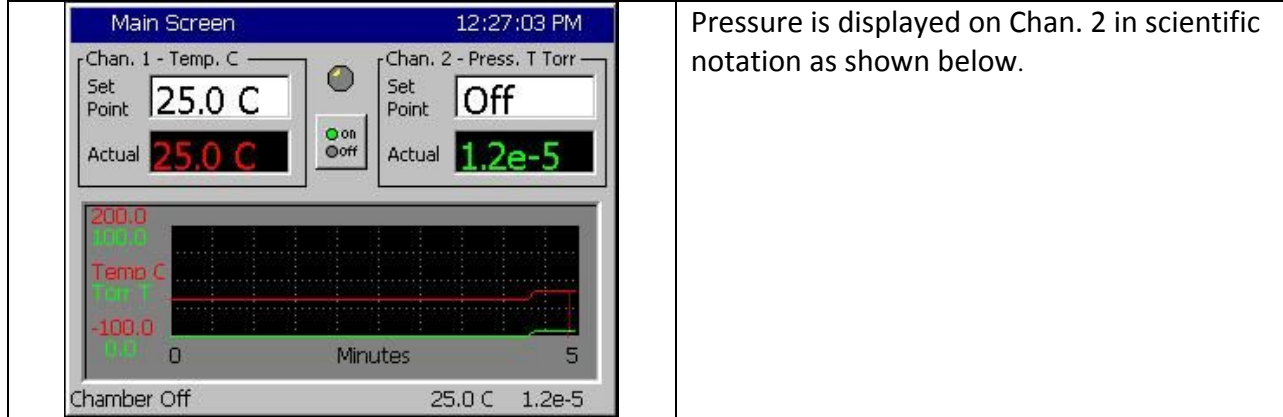 Main Screen 12:27:03 PM
Chan. 1 - Temp. C
Set Point 25.0 C
Actual 25.0 C
on
off
Chan. 2 - Press. T Torr
Set Point Off
Actual 1.2e-5
200.0
100.0
Temp C
Torr T
-100.0
0.0
0 Minutes 5
Chamber Off 25.0 C 1.2e-5
Pressure is displayed on Chan. 2 in scientific
notation as shown below.